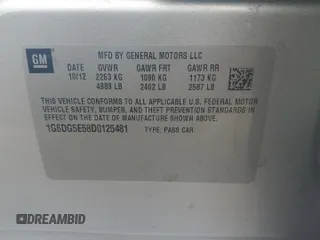 GM
MFD BY GENERAL MOTORS LLC
DATE GVWR GAWR FRT GAWR RR
10/12 2263 KG 1090 KG 1173 KG
4989 LB 2402 LB 2587 LB
THIS VEHICLE CONFORMS TO ALL APPLICABLE U.S. FEDERAL MOTOR
VEHICLE SAFETY, BUMPER, AND THEFT PREVENTION STANDARDS
IN EFFECT ON THE DATE OF MANUFACTURE SHOWN ABOVE.
1G6DG5E58D0125481 TYPE: PASS CAR
DREAMBID